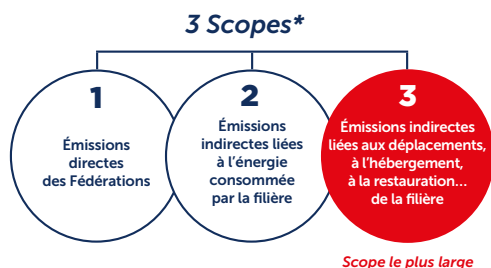 3 Scopes*
1
Émissions
directes
des Fédérations
2
Émissions
indirectes liées
à l'énergie
consommée
par la filière
3
Émissions indirectes
liées aux déplacements,
à l'hébergement,
à la restauration...
de la filière
Scope le plus large